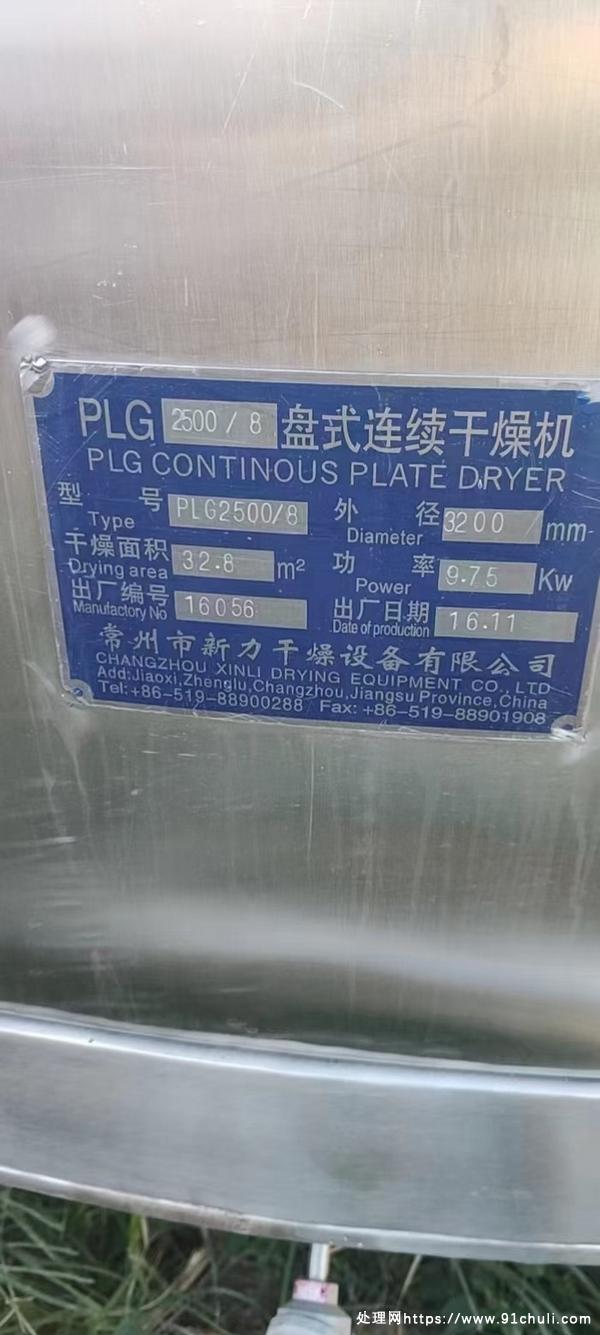 PLG 2500/8 盘式连续干燥机
PLG CONTINOUS PLATE DRYER
型号 Type PLG2500/8 外径 Diameter 3200 mm
干燥面积 Drying area 32.8 m² 功率 Power 9.75 Kw
出厂编号 Manufactory No 16056 出厂日期 Date of production 16.11
常州市新力干燥设备有限公司
CHANGZHOU XINLI DRYING EQUIPMENT CO., LTD
Add:Jiaoxi,Zhenglu,Changzhou,Jiangsu Province,China
Tel:+86-519-88900288 Fax: +86-519-88901908
处理网https://www.91chuli.com